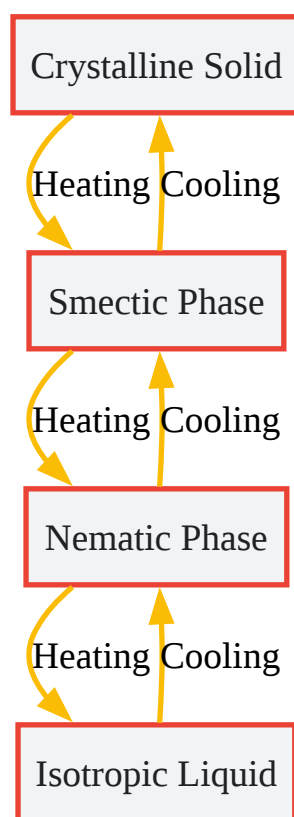 Crystalline Solid
Heating Cooling
Smectic Phase
Heating Cooling
Nematic Phase
Heating Cooling
Isotropic Liquid